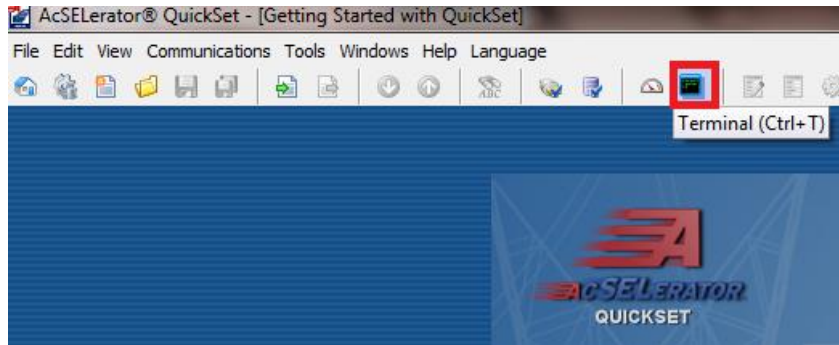 AcSELerator® QuickSet - [Getting Started with QuickSet]
File Edit View Communications Tools Windows Help Language
Terminal (Ctrl+T)
ACSELERATOR
QUICKSET